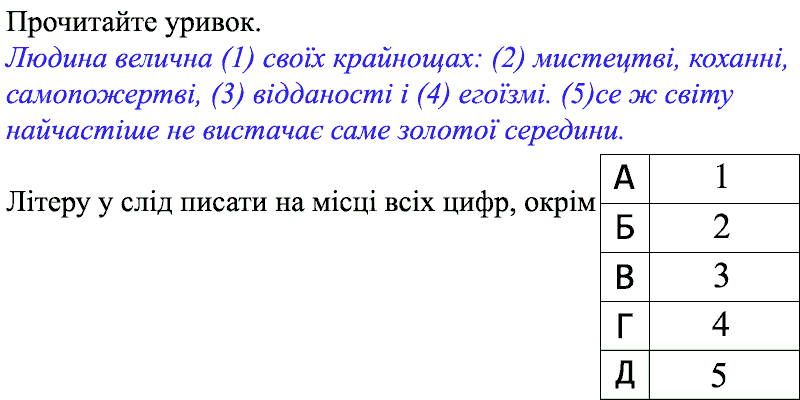 Прочитайте уривок.
Людина велична (1) своїх крайнощах: (2) мистецтві, коханні,
самопожертві, (3) відданості і (4) егоїзмі. (5)се ж світу
найчастіше не вистачає саме золотої середини.
Літеру у слід писати на місці всіх цифр, окрім
А 1
Б 2
В 3
Г 4
Д 5